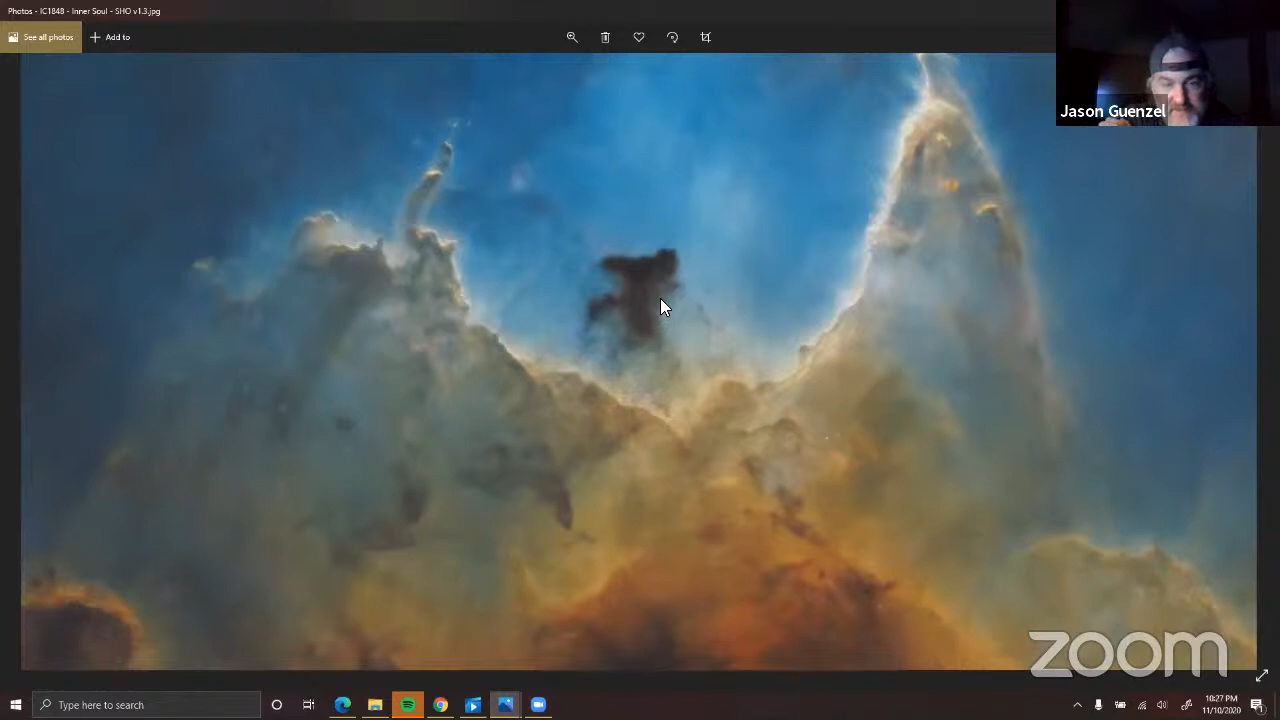 Photos - IC1848 - Inner Soul - SHO v1.3.jpg
See all photos
Add to
Jason Guenzel
zoom
Type here to search
10:27 PM
11/10/2020